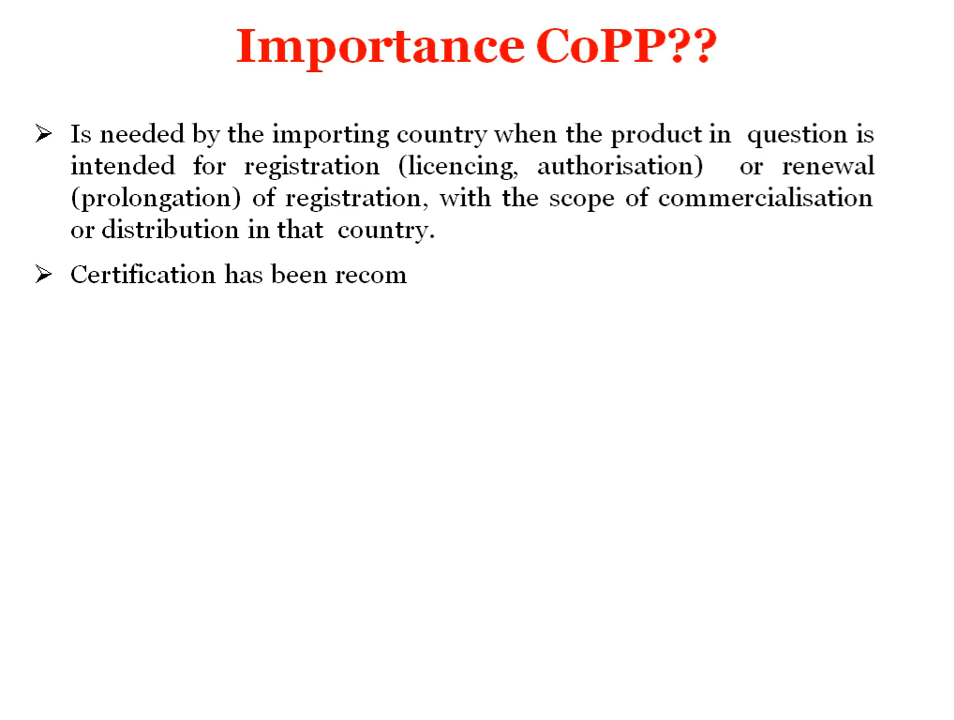 Importance CoPP??
➢ Is needed by the importing country when the product in question is
intended for registration (licencing, authorisation) or renewal
(prolongation) of registration, with the scope of commercialisation
or distribution in that country.
➢ Certification has been recom